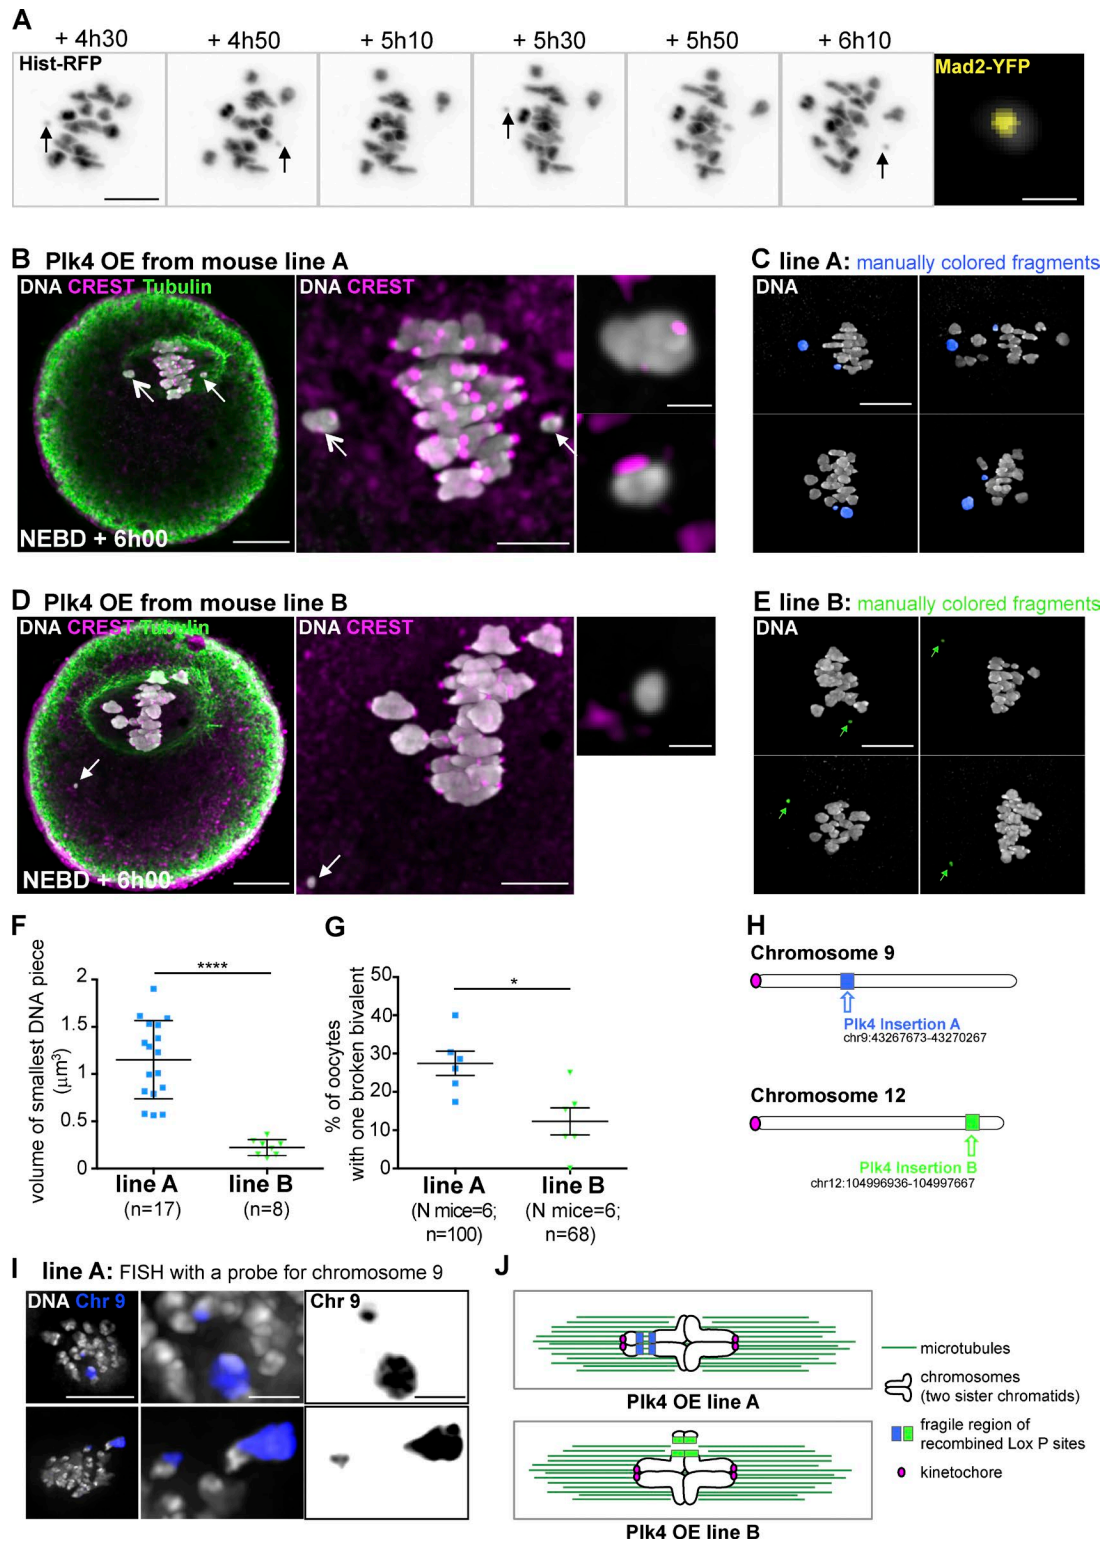 A
+ 4h30 + 4h50 + 5h10 + 5h30 + 5h50 + 6h10
Hist-RFP
Mad2-YFP
B Plk4 OE from mouse line A
DNA CREST Tubulin
DNA CREST
NEBD + 6h00
C line A: manually colored fragments
DNA
D Plk4 OE from mouse line B
DNA CREST Tubulin
DNA CREST
NEBD + 6h00
E line B: manually colored fragments
DNA
F
volume of smallest DNA piece
(µm³)
2
1.5
1
0.5
0
****
line A
(n=17)
line B
(n=8)
G
% of oocytes
with one broken bivalent
50
40
30
20
10
0
*
line A
(N mice=6;
n=100)
line B
(N mice=6;
n=68)
H
Chromosome 9
Plk4 Insertion A
chr9:43267673-43270267
Chromosome 12
Plk4 Insertion B
chr12:104996936-104997667
I line A: FISH with a probe for chromosome 9
DNA Chr 9
Chr 9
J
Plk4 OE line A
Plk4 OE line B
microtubules
chromosomes
(two sister chromatids)
fragile region of
recombined Lox P sites
kinetochore